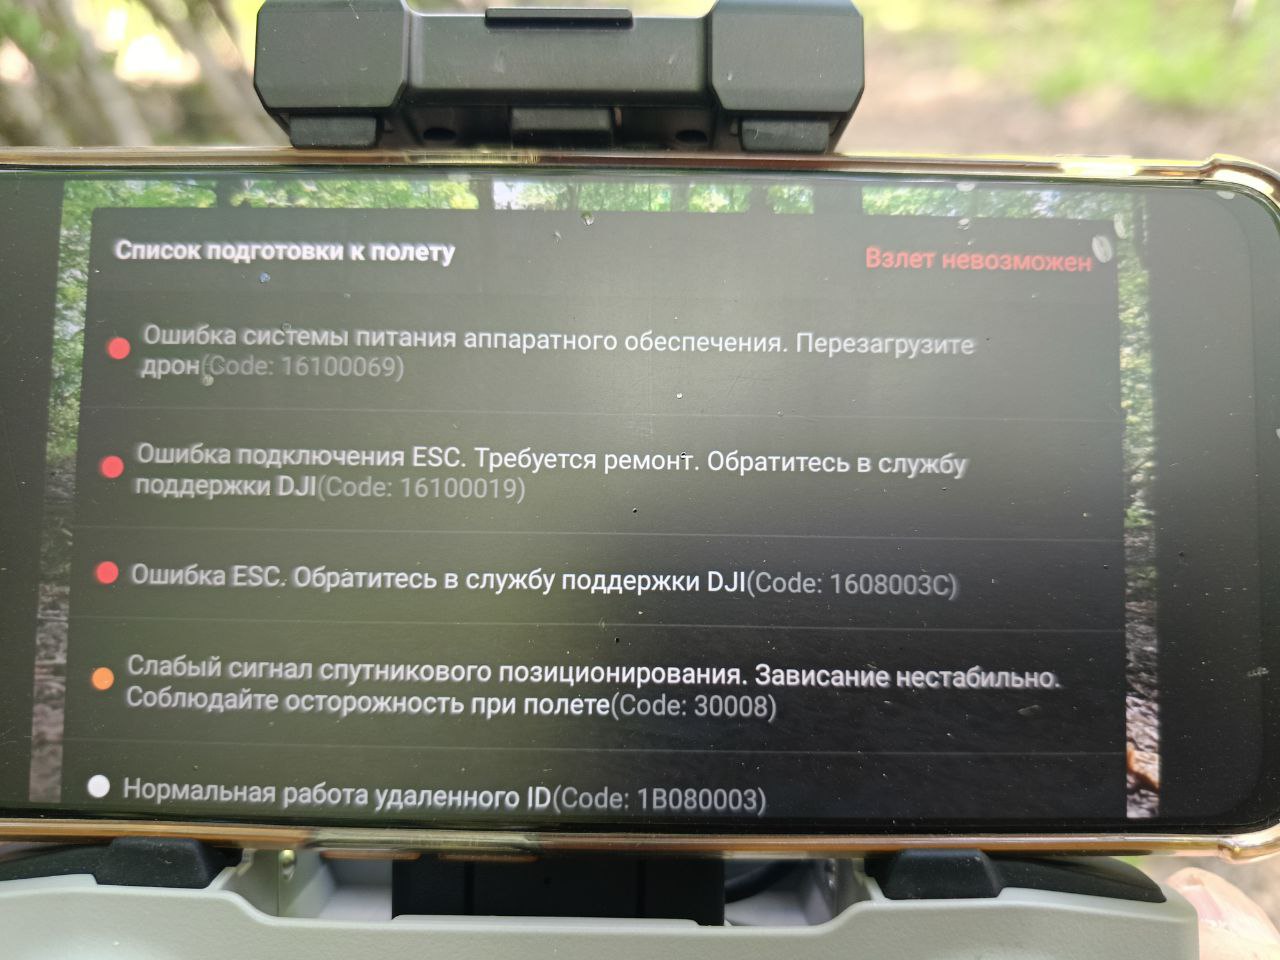 Список подготовки к полету
Взлет невозможен
Ошибка системы питания аппаратного обеспечения. Перезагрузите
дрон(Code: 16100069)
Ошибка подключения ESC. Требуется ремонт. Обратитесь в службу
поддержки DJI(Code: 16100019)
Ошибка ESC. Обратитесь в службу поддержки DJI(Code: 1608003C)
Слабый сигнал спутникового позиционирования. Зависание нестабильно.
Соблюдайте осторожность при полете(Code: 30008)
Нормальная работа удаленного ID(Code: 1B080003)